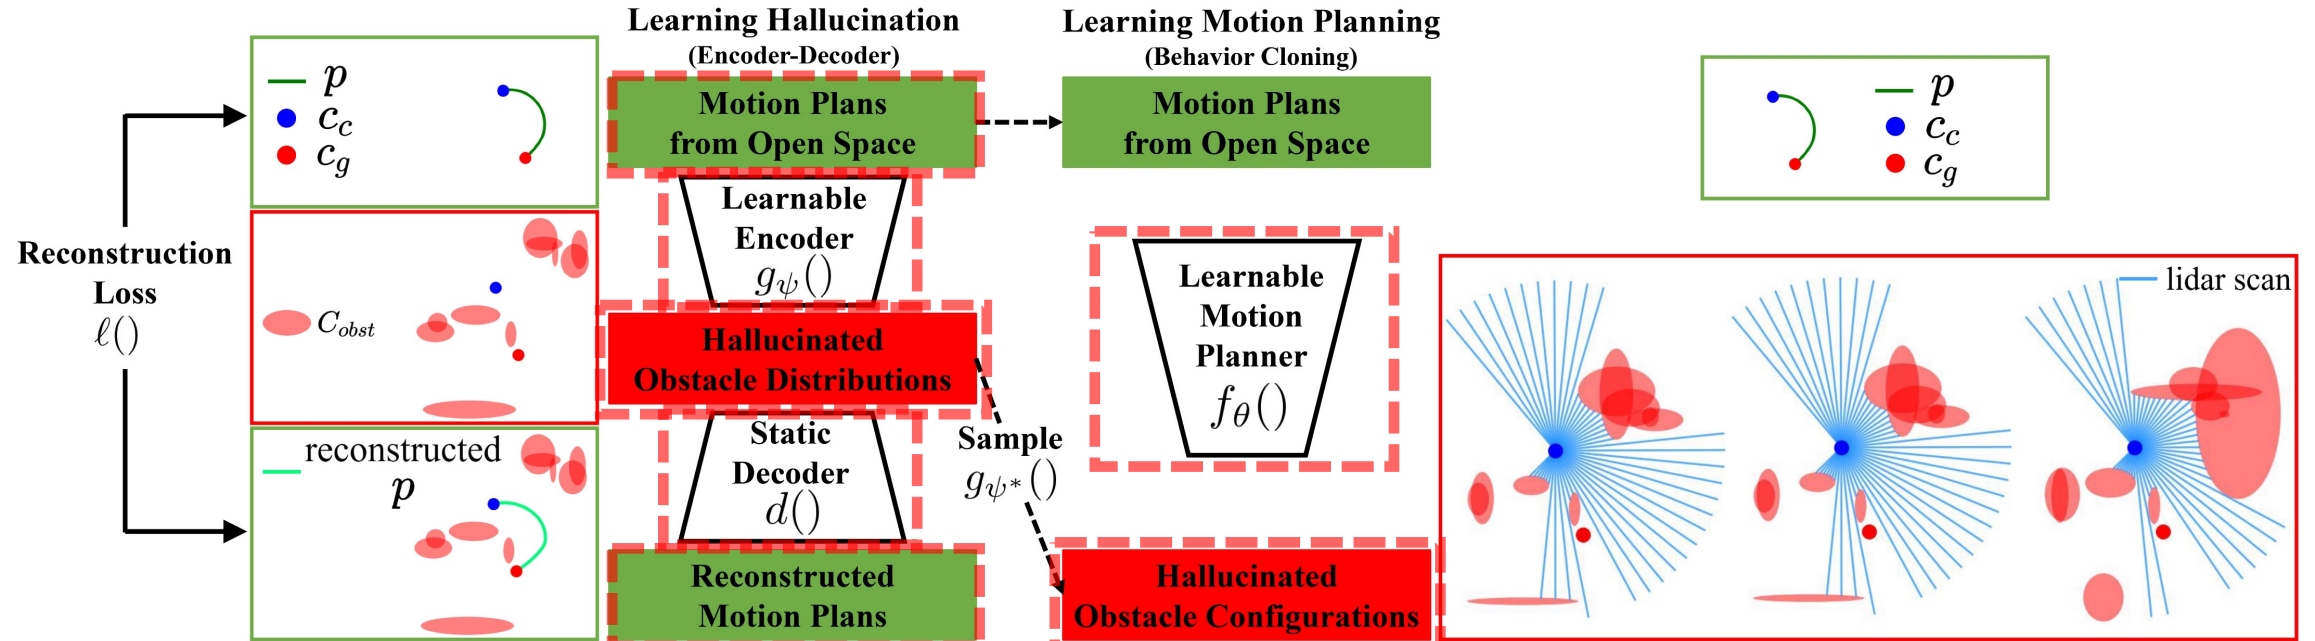 Learning Hallucination
(Encoder-Decoder)
Learning Motion Planning
(Behavior Cloning)
p
c_c
c_g
Motion Plans
from Open Space
Motion Plans
from Open Space
p
c_c
c_g
Reconstruction
Loss
ℓ()
Learnable
Encoder
g_ψ()
C_obst
Hallucinated
Obstacle Distributions
Learnable
Motion
Planner
f_θ()
lidar scan
reconstructed
p
Static
Decoder
d()
Sample
g_ψ*()
Reconstructed
Motion Plans
Hallucinated
Obstacle Configurations